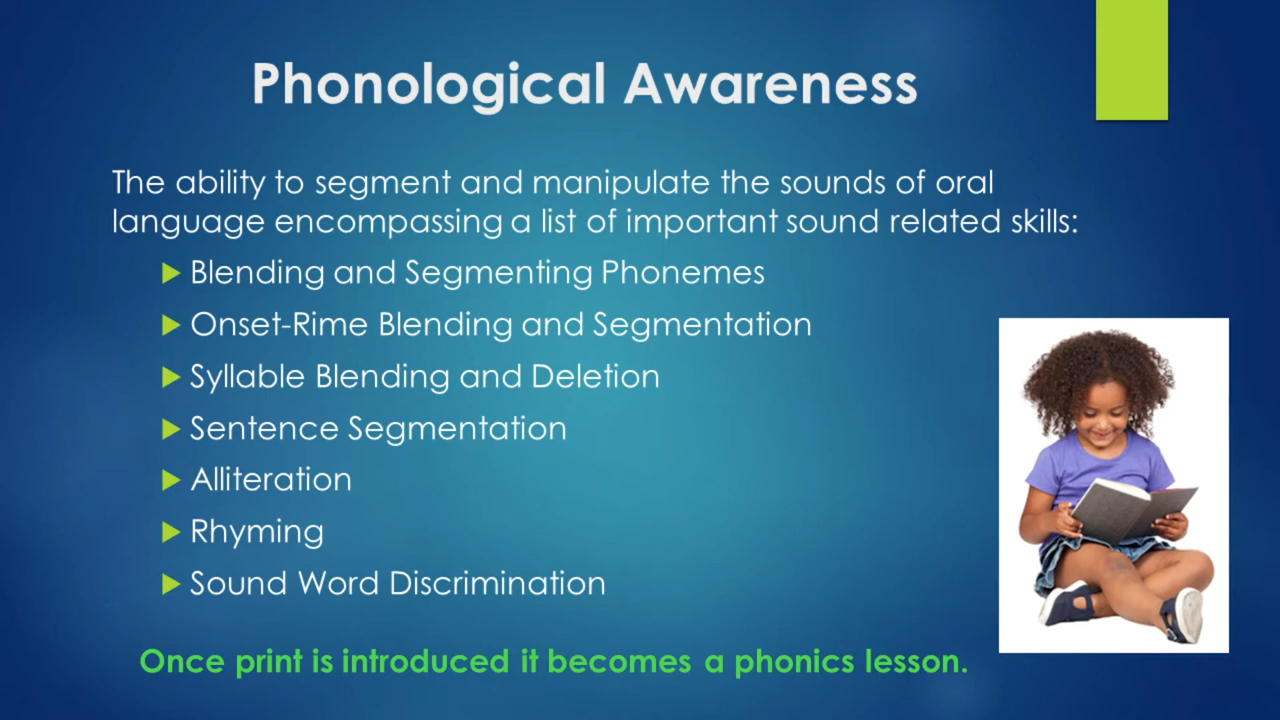 Phonological Awareness
The ability to segment and manipulate the sounds of oral
language encompassing a list of important sound related skills:
Blending and Segmenting Phonemes
Onset-Rime Blending and Segmentation
Syllable Blending and Deletion
Sentence Segmentation
Alliteration
Rhyming
Sound Word Discrimination
Once print is introduced it becomes a phonics lesson.